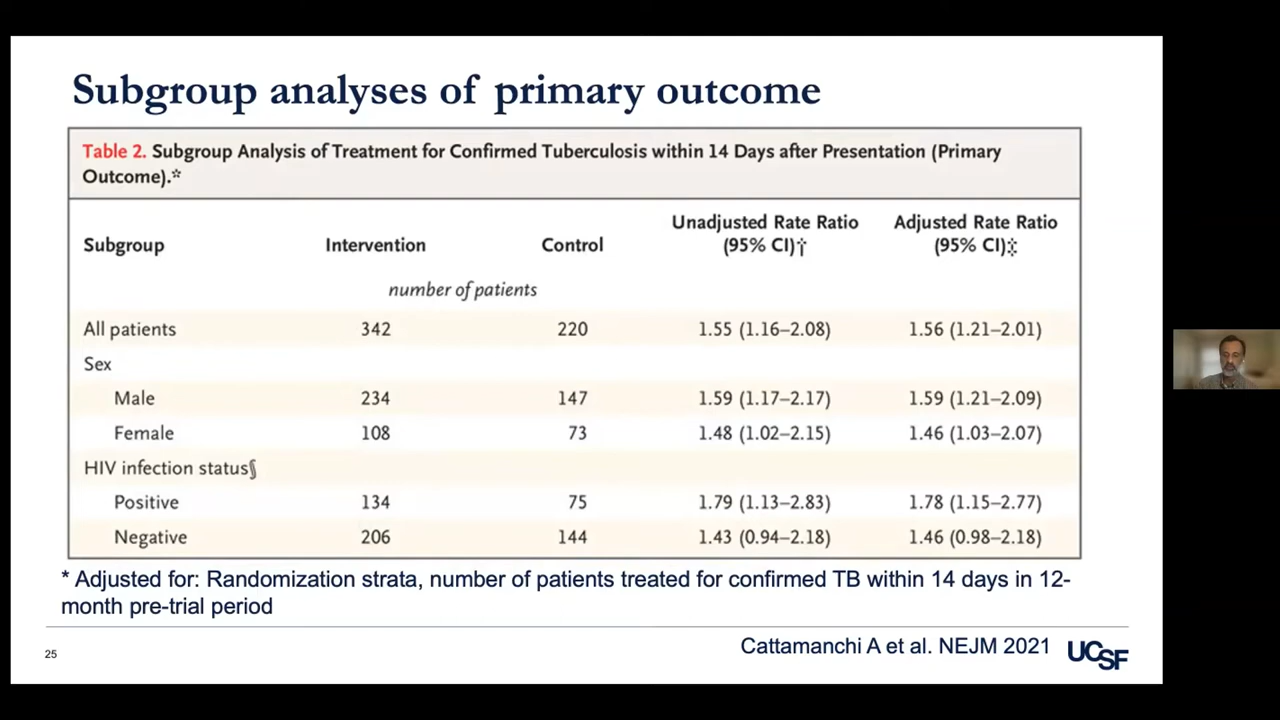 Subgroup analyses of primary outcome
Table 2. Subgroup Analysis of Treatment for Confirmed Tuberculosis within 14 Days after Presentation (Primary
Outcome).*
Subgroup Intervention Control Unadjusted Rate Ratio (95% CI)† Adjusted Rate Ratio (95% CI)‡
number of patients
All patients 342 220 1.55 (1.16–2.08) 1.56 (1.21–2.01)
Sex
Male 234 147 1.59 (1.17–2.17) 1.59 (1.21–2.09)
Female 108 73 1.48 (1.02–2.15) 1.46 (1.03–2.07)
HIV infection status§
Positive 134 75 1.79 (1.13–2.83) 1.78 (1.15–2.77)
Negative 206 144 1.43 (0.94–2.18) 1.46 (0.98–2.18)
* Adjusted for: Randomization strata, number of patients treated for confirmed TB within 14 days in 12-
month pre-trial period
25
Cattamanchi A et al. NEJM 2021
UCSF